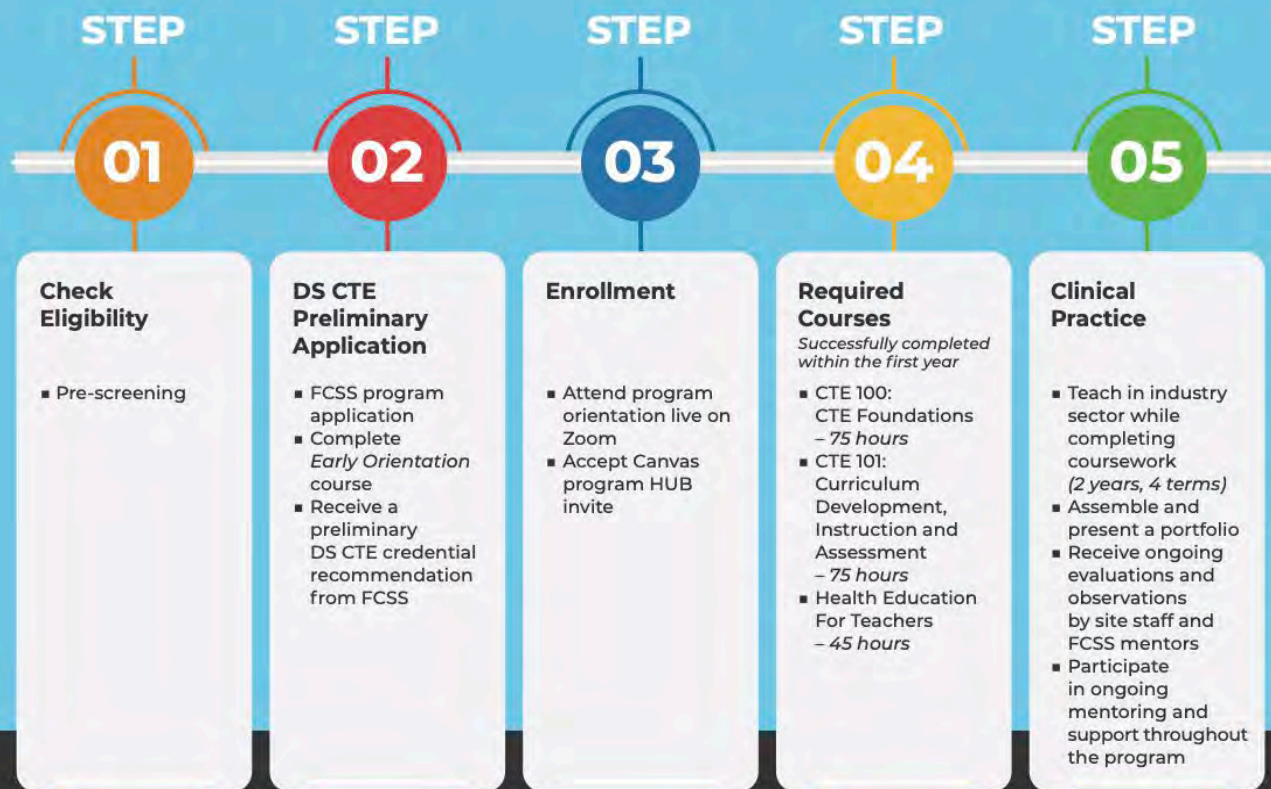 STEP
01
Check
Eligibility
▪ Pre-screening
STEP
02
DS CTE
Preliminary
Application
▪ FCSS program
application
▪ Complete
Early Orientation
course
▪ Receive a
preliminary
DS CTE credential
recommendation
from FCSS
STEP
03
Enrollment
▪ Attend program
orientation live on
Zoom
▪ Accept Canvas
program HUB
invite
STEP
04
Required
Courses
Successfully completed
within the first year
▪ CTE 100:
CTE Foundations
– 75 hours
▪ CTE 101:
Curriculum
Development,
Instruction and
Assessment
– 75 hours
▪ Health Education
For Teachers
– 45 hours
STEP
05
Clinical
Practice
▪ Teach in industry
sector while
completing
coursework
(2 years, 4 terms)
▪ Assemble and
present a portfolio
▪ Receive ongoing
evaluations and
observations
by site staff and
FCSS mentors
▪ Participate
in ongoing
mentoring and
support throughout
the program